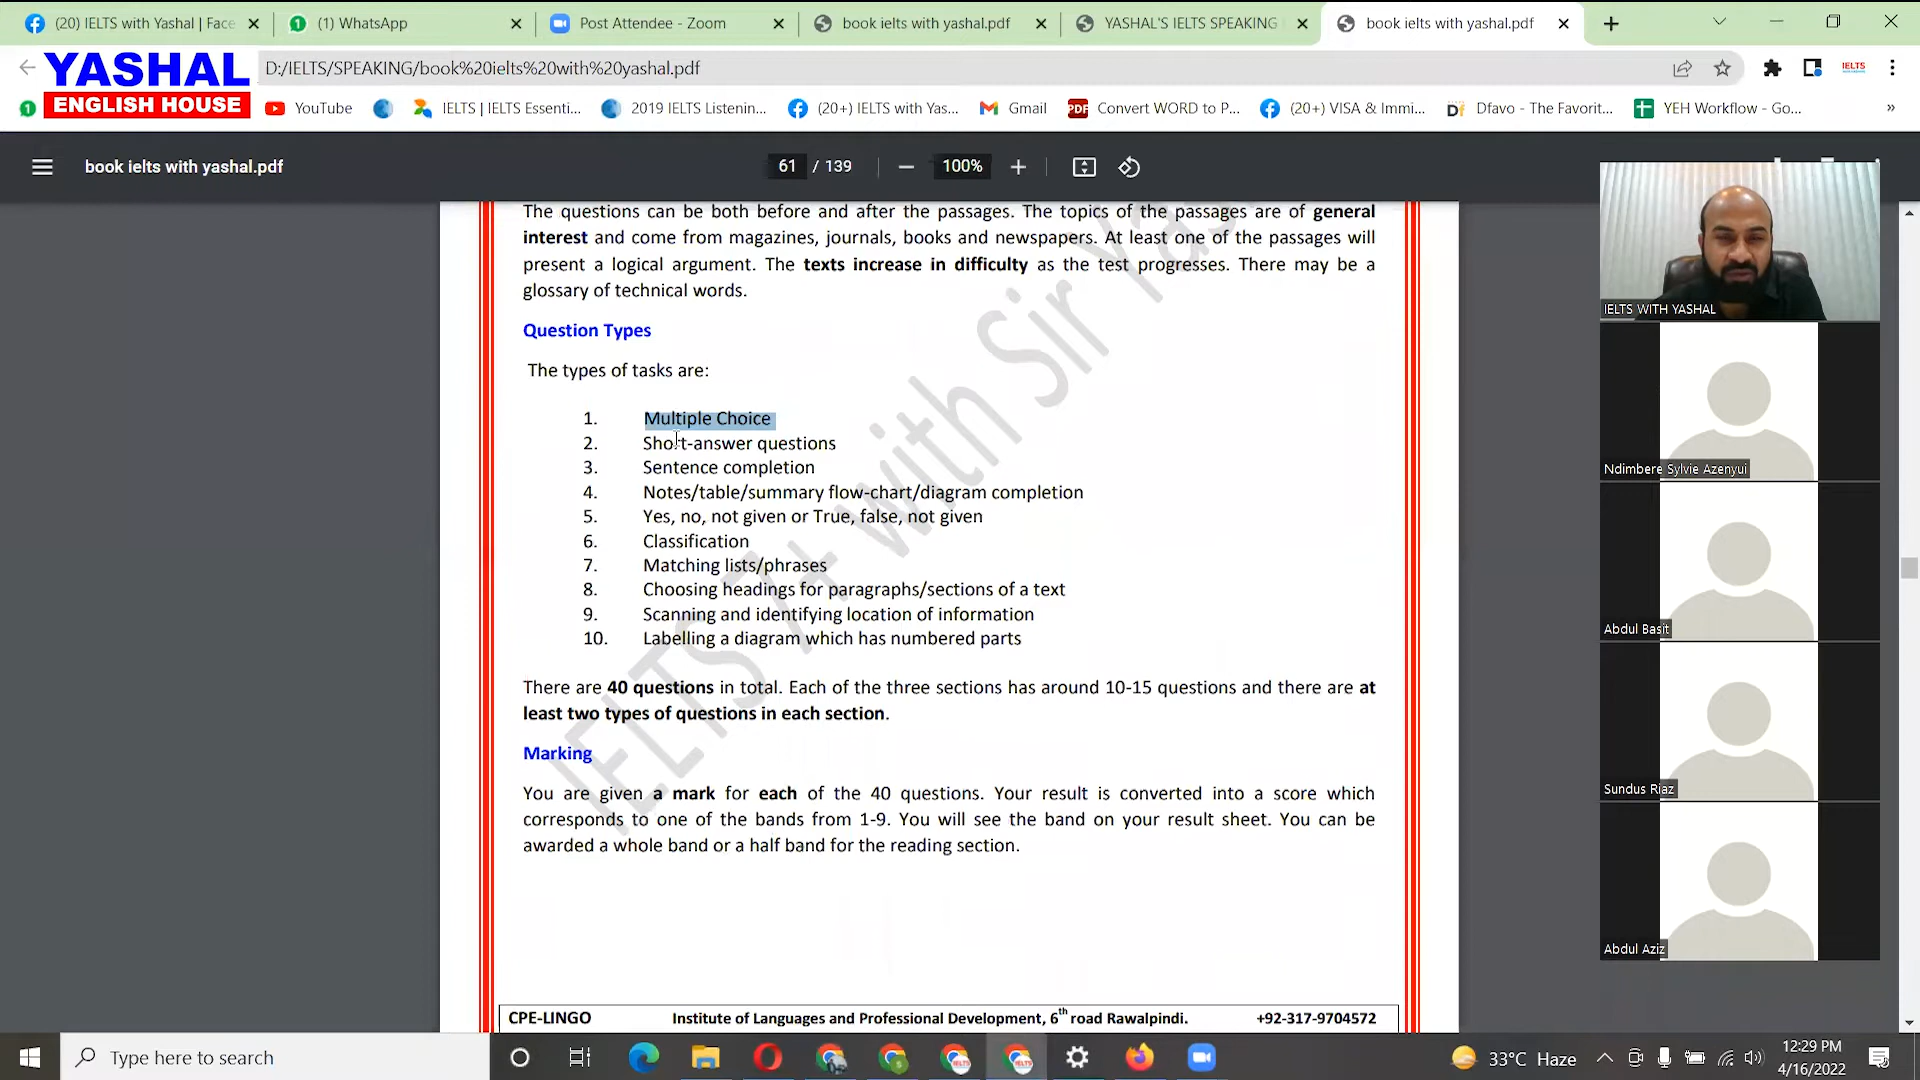 (20) IELTS with Yashal | Face
(1) WhatsApp
Post Attendee - Zoom
book ielts with yashal.pdf
YASHAL'S IELTS SPEAKING
book ielts with yashal.pdf
YASHAL
ENGLISH HOUSE
D:/IELTS/SPEAKING/book%20ielts%20with%20yashal.pdf
IELTS
YouTube
IELTS | IELTS Essenti...
2019 IELTS Listenin...
(20+) IELTS with Yas...
Gmail
PDF
Convert WORD to P...
(20+) VISA & Immi...
Dfavo - The Favorit...
YEH Workflow - Go...
book ielts with yashal.pdf
61 / 139
100%
The questions can be both before and after the passages. The topics of the passages are of general
interest and come from magazines, journals, books and newspapers. At least one of the passages will
present a logical argument. The texts increase in difficulty as the test progresses. There may be a
glossary of technical words.
Question Types
The types of tasks are:
1. Multiple Choice
2. Short-answer questions
3. Sentence completion
4. Notes/table/summary flow-chart/diagram completion
5. Yes, no, not given or True, false, not given
6. Classification
7. Matching lists/phrases
8. Choosing headings for paragraphs/sections of a text
9. Scanning and identifying location of information
10. Labelling a diagram which has numbered parts
There are 40 questions in total. Each of the three sections has around 10-15 questions and there are at
least two types of questions in each section.
Marking
You are given a mark for each of the 40 questions. Your result is converted into a score which
corresponds to one of the bands from 1-9. You will see the band on your result sheet. You can be
awarded a whole band or a half band for the reading section.
IELTS 7+ with Sir
CPE-LINGO Institute of Languages and Professional Development, 6th road Rawalpindi. +92-317-9704572
IELTS WITH YASHAL
Ndimbere Sylvie Azenyui
Abdul Basit
Sundus Riaz
Abdul Aziz
Type here to search
33°C Haze
12:29 PM
4/16/2022